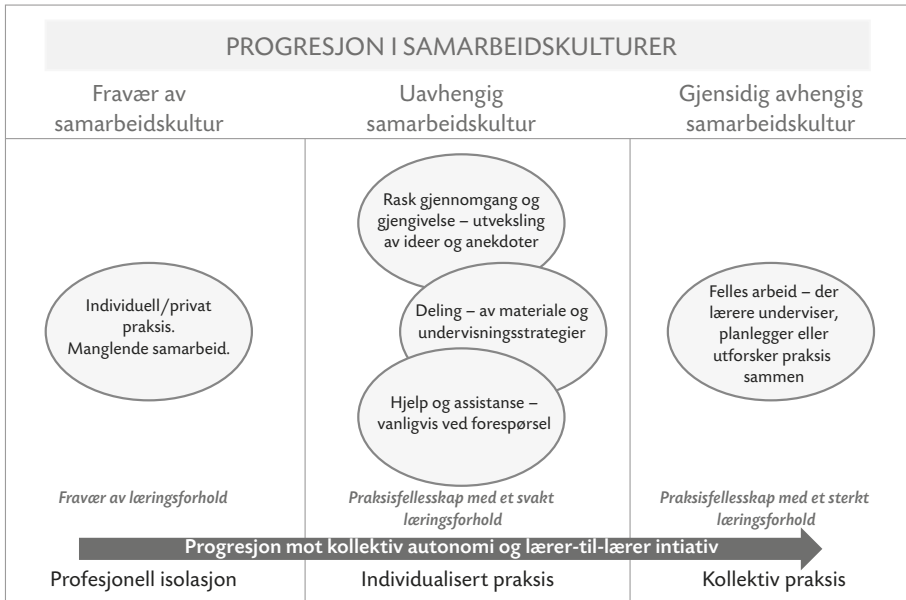 PROGRESJON I SAMARBEIDSKULTURER
Fravær av
samarbeidskultur
Uavhengig
samarbeidskultur
Gjensidig avhengig
samarbeidskultur
Individuell/privat
praksis.
Manglende samarbeid.
Rask gjennomgang og
gjengivelse – utveksling
av ideer og anekdoter
Deling – av materiale og
undervisningsstrategier
Hjelp og assistanse –
vanligvis ved forespørsel
Felles arbeid – der
lærere underviser,
planlegger eller
utforsker praksis
sammen
Fravær av læringsforhold
Praksisfellesskap med et svakt
læringsforhold
Praksisfellesskap med et sterkt
læringsforhold
Progresjon mot kollektiv autonomi og lærer-til-lærer intiativ
Profesjonell isolasjon
Individualisert praksis
Kollektiv praksis